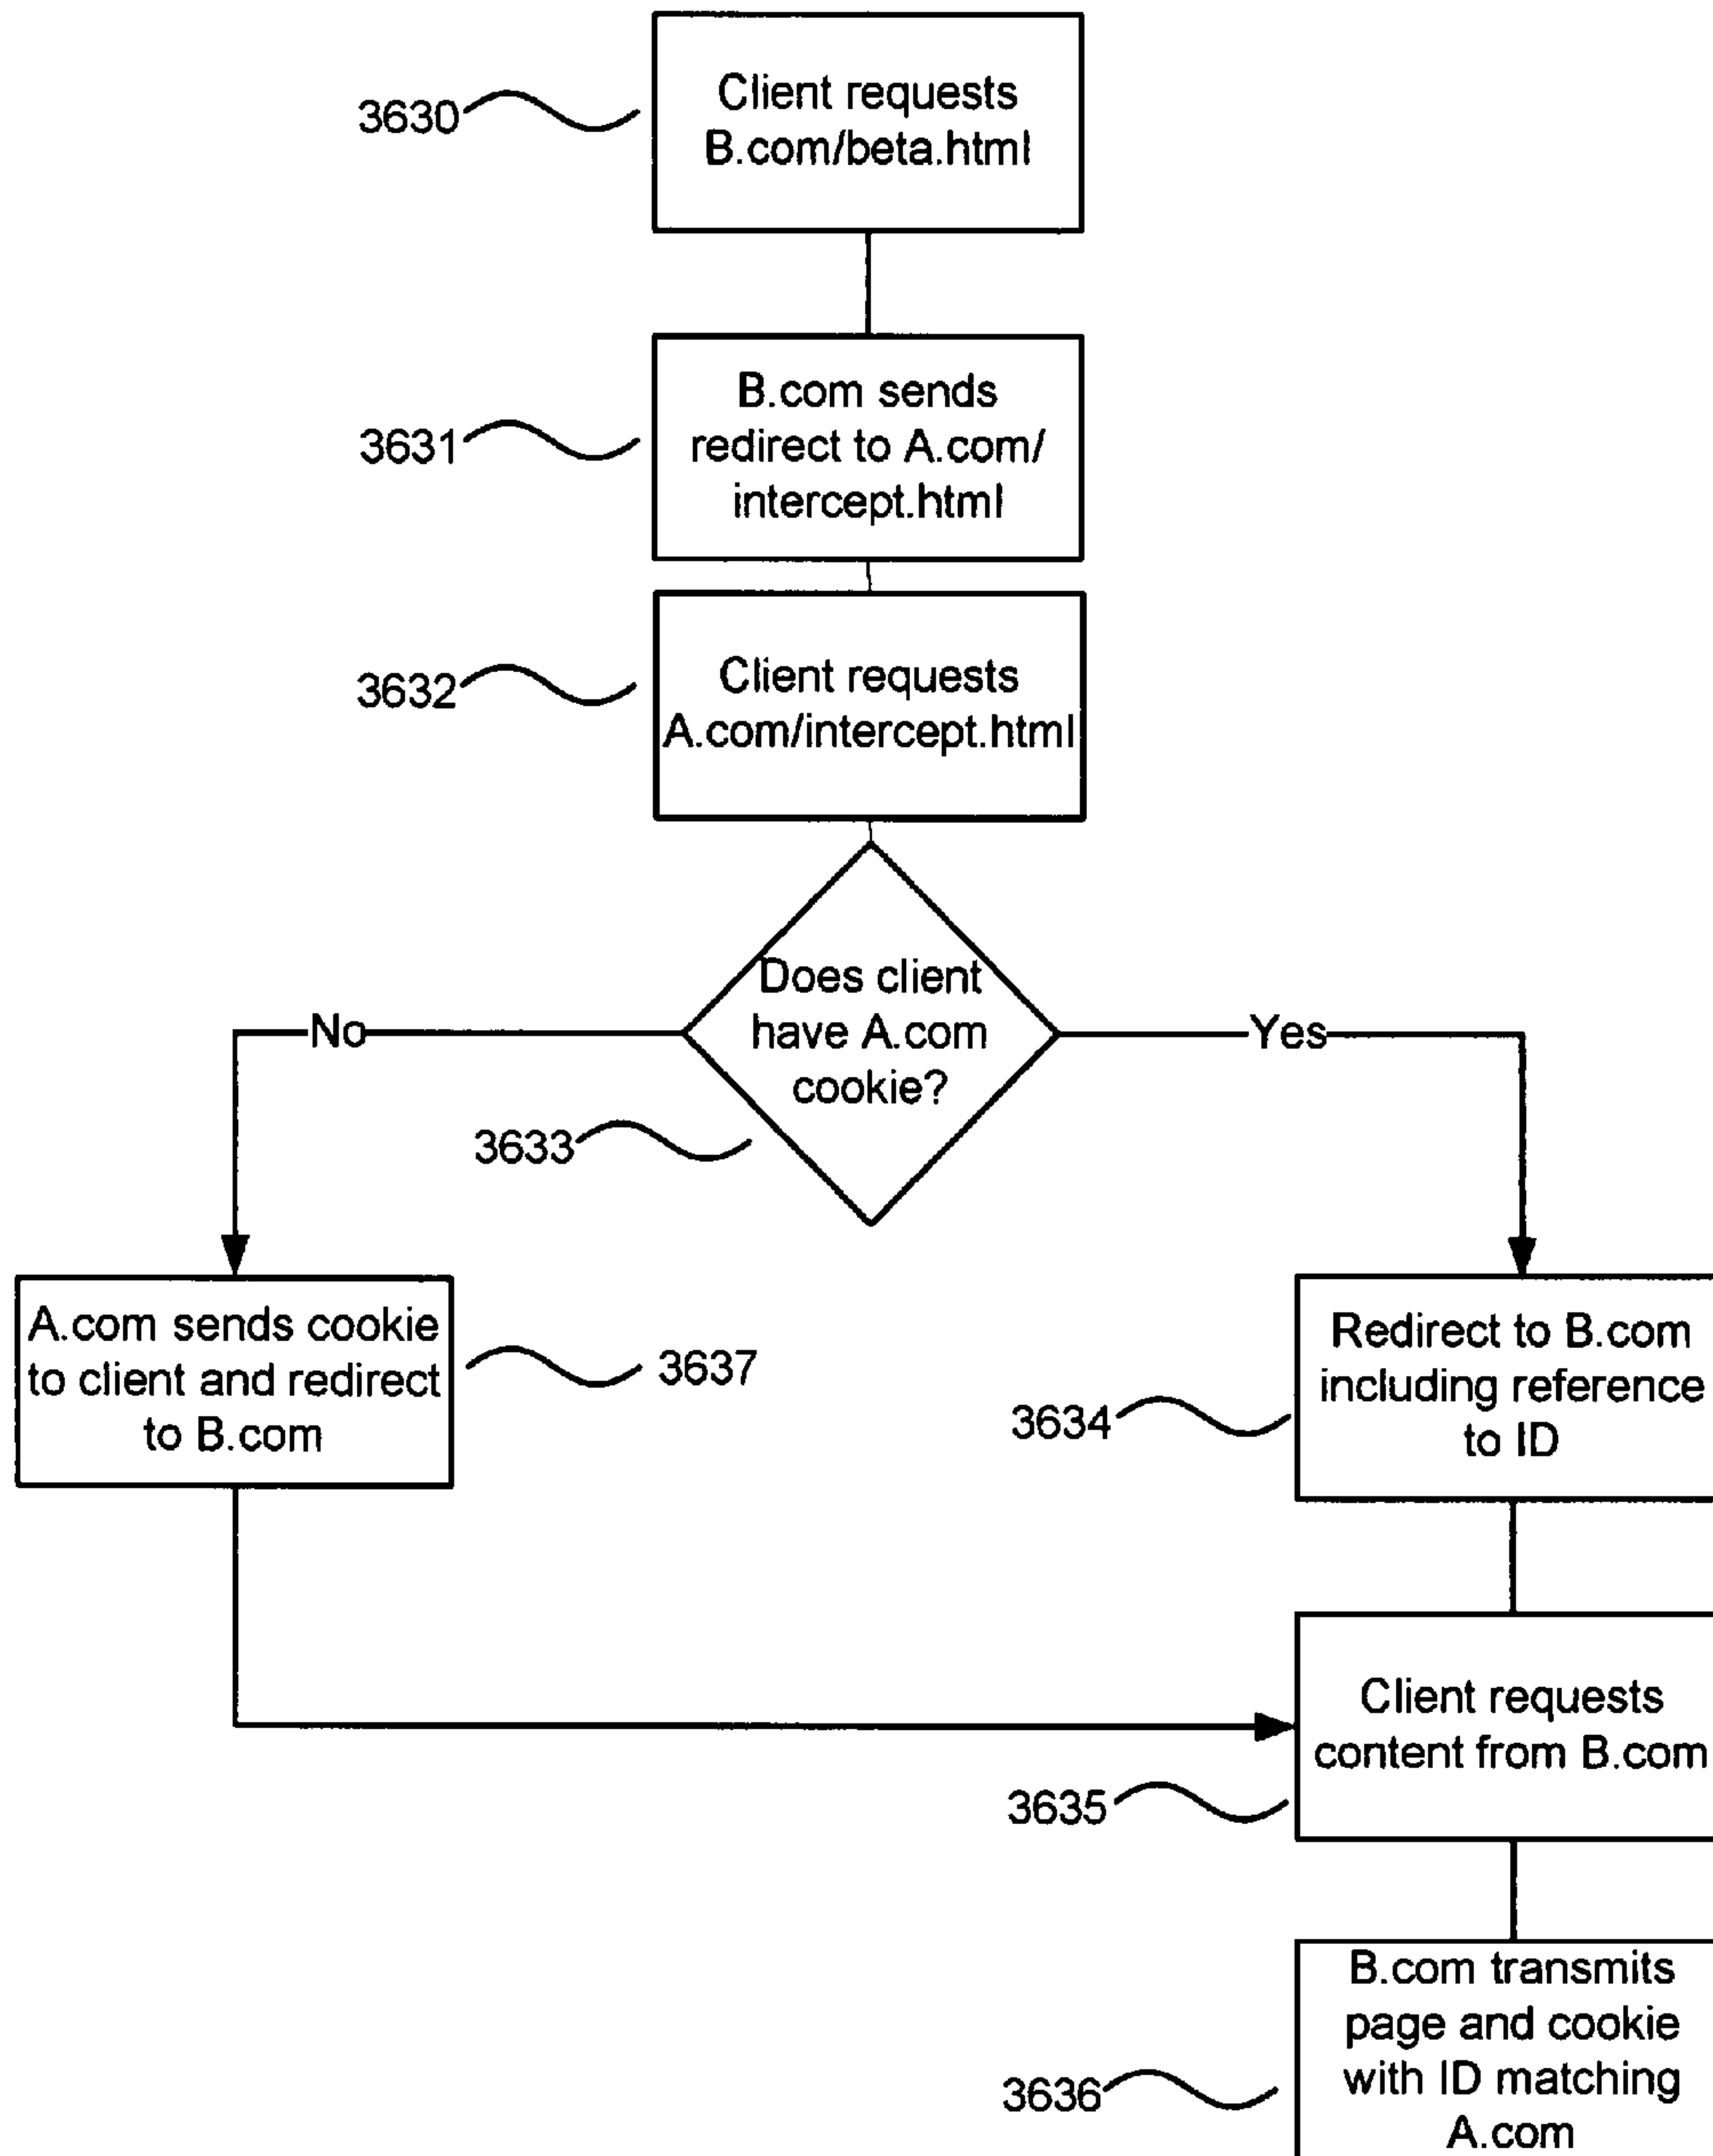 3630
Client requests
B.com/beta.html
3631
B.com sends
redirect to A.com/
intercept.html
3632
Client requests
A.com/intercept.html
Does client
have A.com
cookie?
3633
No
Yes
A.com sends cookie
to client and redirect
to B.com
3637
Redirect to B.com
including reference
to ID
3634
Client requests
content from B.com
3635
B.com transmits
page and cookie
with ID matching
A.com
3636